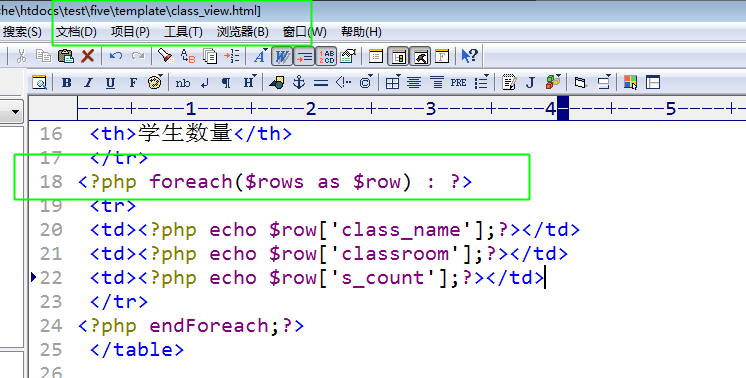 che\htdocs\test\five\template\class_view.html]
搜索(S) 文档(D) 项目(P) 工具(T) 浏览器(B) 窗口(W) 帮助(H)
B I U F nb ¶ H PRE J
----+----1----+----2----+----3----+----4----+----5----+--
16 <th>学生数量</th>
17 </tr>
18 <?php foreach($rows as $row) : ?>
19 <tr>
20 <td><?php echo $row['class_name'];?></td>
21 <td><?php echo $row['classroom'];?></td>
22 <td><?php echo $row['s_count'];?></td>
23 </tr>
24 <?php endForeach;?>
25 </table>
26